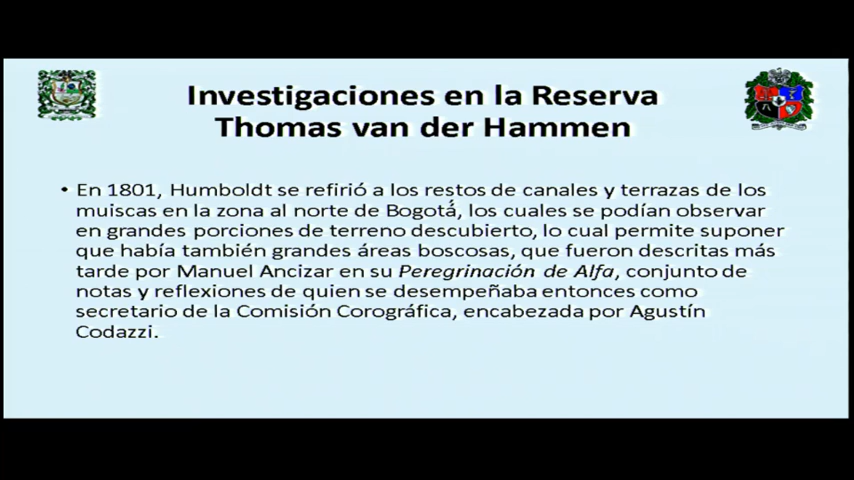 Investigaciones en la Reserva
Thomas van der Hammen
• En 1801, Humboldt se refirió a los restos de canales y terrazas de los
muiscas en la zona al norte de Bogotá́, los cuales se podían observar
en grandes porciones de terreno descubierto, lo cual permite suponer
que había también grandes áreas boscosas, que fueron descritas más
tarde por Manuel Ancizar en su Peregrinación de Alfa, conjunto de
notas y reflexiones de quien se desempeñaba entonces como
secretario de la Comisión Corográfica, encabezada por Agustín
Codazzi.